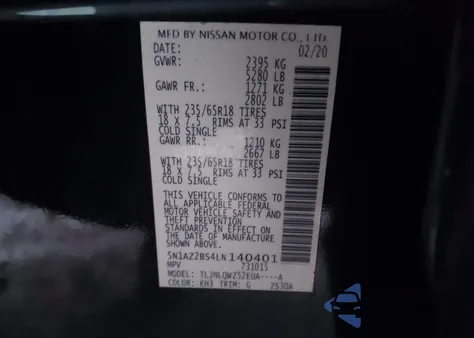 MFD BY NISSAN MOTOR CO., LTD.
DATE: 02/20
GVWR: 2395 KG
5280 LB
GAWR FR.: 1271 KG
2802 LB
WITH 235/65R18 TIRES
18 X 7.5 RIMS AT 33 PSI
COLD SINGLE
GAWR RR.: 1210 KG
2667 LB
WITH 235/65R18 TIRES
18 X 7.5 RIMS AT 33 PSI
COLD SINGLE
THIS VEHICLE CONFORMS TO
ALL APPLICABLE FEDERAL
MOTOR VEHICLE SAFETY AND
THEFT PREVENTION
STANDARDS IN EFFECT ON
THE DATE OF MANUFACTURE
SHOWN ABOVE.
5N1AZ2BS4LN140401
MPV 731015
MODEL: TLJNLQWZ52EUA----A
COLOR: KH3 TRIM: G 2530A